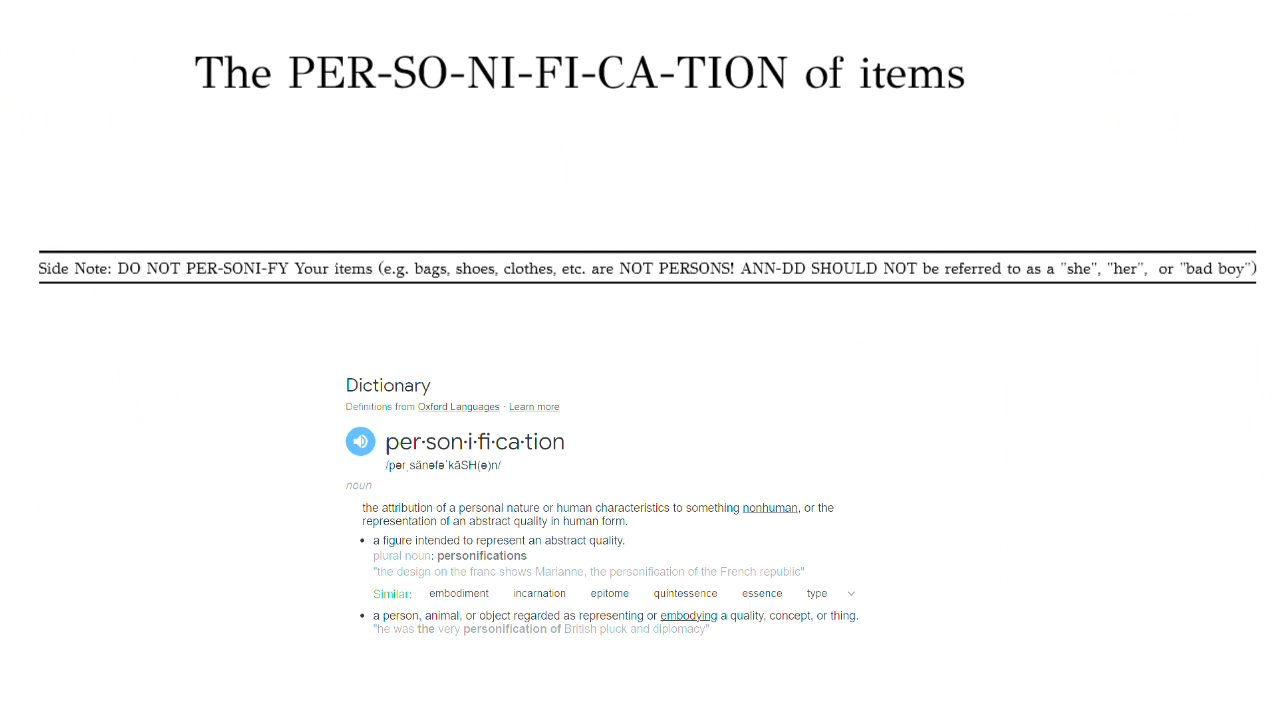 The PER-SO-NI-FI-CA-TION of items
Side Note: DO NOT PER-SONI-FY Your items (e.g. bags, shoes, clothes, etc. are NOT PERSONS! ANN-DD SHOULD NOT be referred to as a "she", "her", or "bad boy")
Dictionary
Definitions from Oxford Languages · Learn more
per·son·i·fi·ca·tion
/pərˌsänəfəˈkāSH(ə)n/
noun
the attribution of a personal nature or human characteristics to something nonhuman, or the
representation of an abstract quality in human form.
• a figure intended to represent an abstract quality.
plural noun: personifications
"the design on the franc shows Marianne, the personification of the French republic"
Similar: embodiment incarnation epitome quintessence essence type
• a person, animal, or object regarded as representing or embodying a quality, concept, or thing.
"he was the very personification of British pluck and diplomacy"